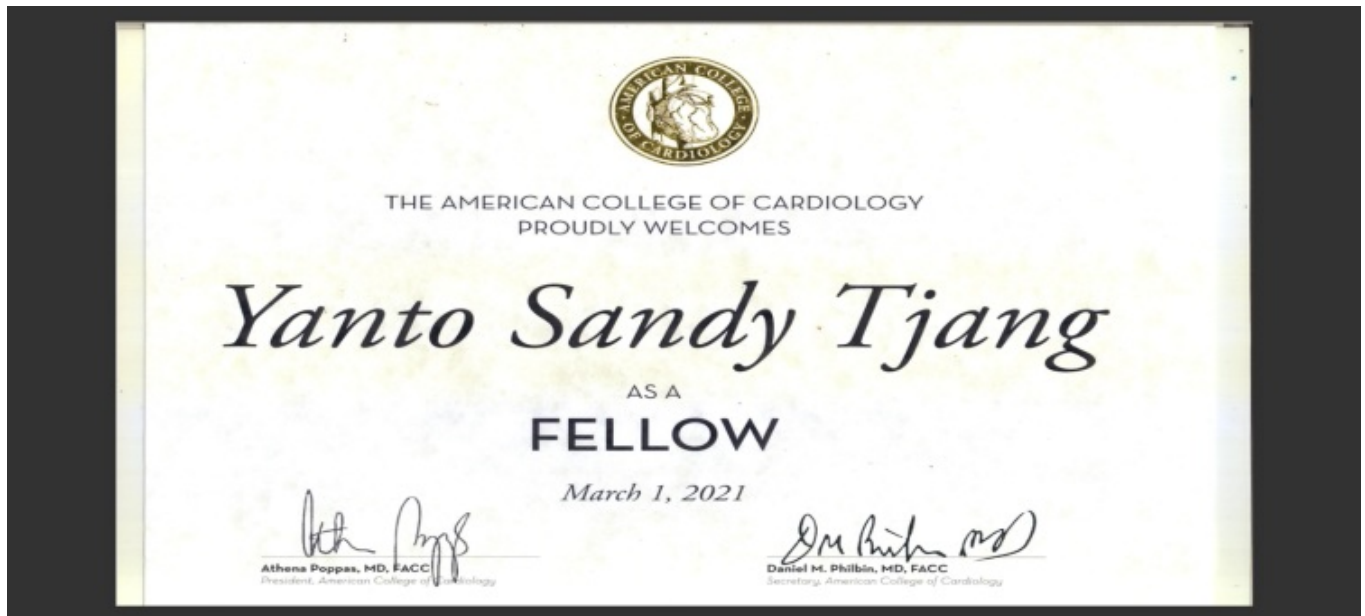 AMERICAN COLLEGE OF CARDIOLOGY
THE AMERICAN COLLEGE OF CARDIOLOGY
PROUDLY WELCOMES
Yanto Sandy Tjang
AS A
FELLOW
March 1, 2021
Athena Poppas, MD, FACC
President, American College of Cardiology
Daniel M. Philbin, MD, FACC
Secretary, American College of Cardiology